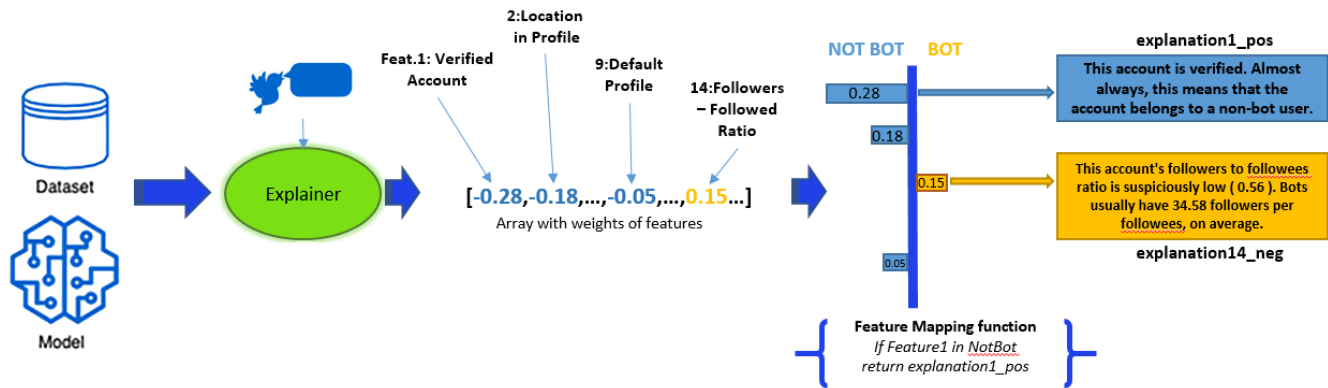 Dataset
Model
Explainer
Feat.1: Verified
Account
2:Location
in Profile
9:Default
Profile
14:Followers
– Followed
Ratio
[-0.28,-0.18,...,-0.05,...,0.15...]
Array with weights of features
NOT BOT
BOT
0.28
0.18
0.15
0.05
explanation1_pos
This account is verified. Almost
always, this means that the
account belongs to a non-bot user.
This account's followers to followees
ratio is suspiciously low ( 0.56 ). Bots
usually have 34.58 followers per
followees, on average.
explanation14_neg
Feature Mapping function
If Feature1 in NotBot
return explanation1_pos